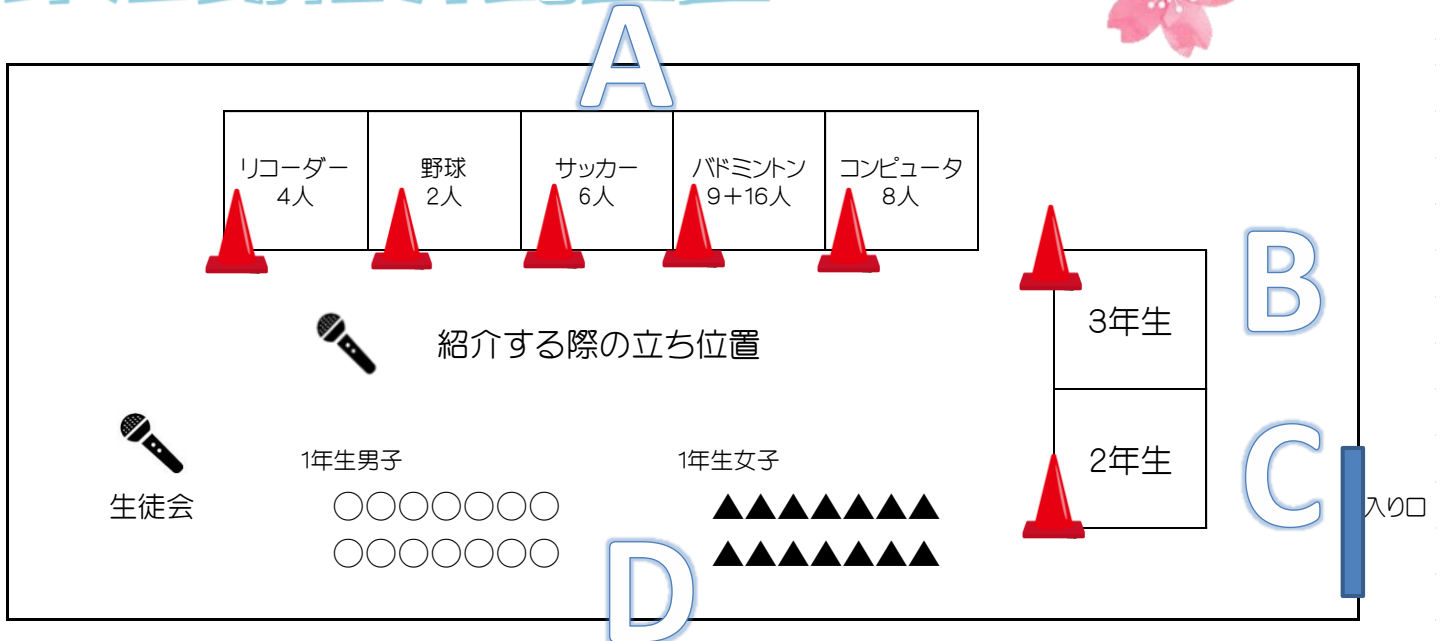 A
リコーダー
4人
野球
2人
サッカー
6人
バドミントン
9+16人
コンピュータ
8人
B
3年生
紹介する際の立ち位置
C
2年生
入り口
生徒会
1年生男子
1年生女子
○○○○○○○
▲▲▲▲▲▲▲
○○○○○○○
▲▲▲▲▲▲▲
D